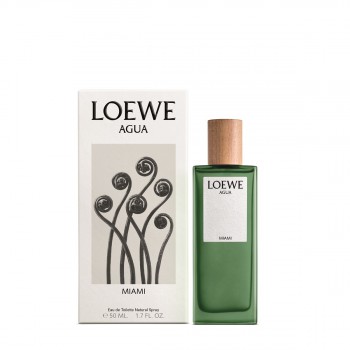 LOEWE
AGUA
MIAMI
Eau de Toilette Natural Spray
℮ 50 ML. 1.7 FL. OZ.
LOEWE
AGUA
MIAMI